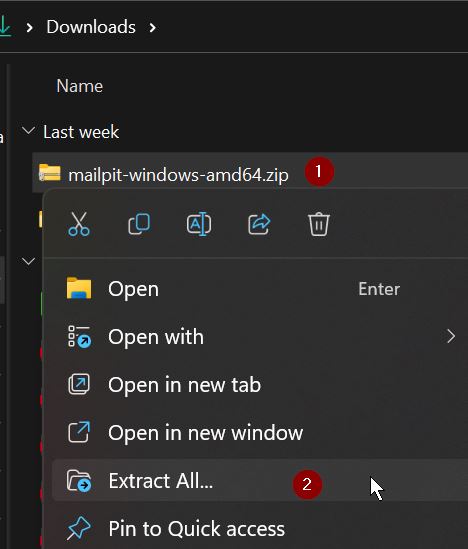 Downloads
Name
Last week
mailpit-windows-amd64.zip 1
Open Enter
Open with
Open in new tab
Open in new window
Extract All... 2
Pin to Quick access